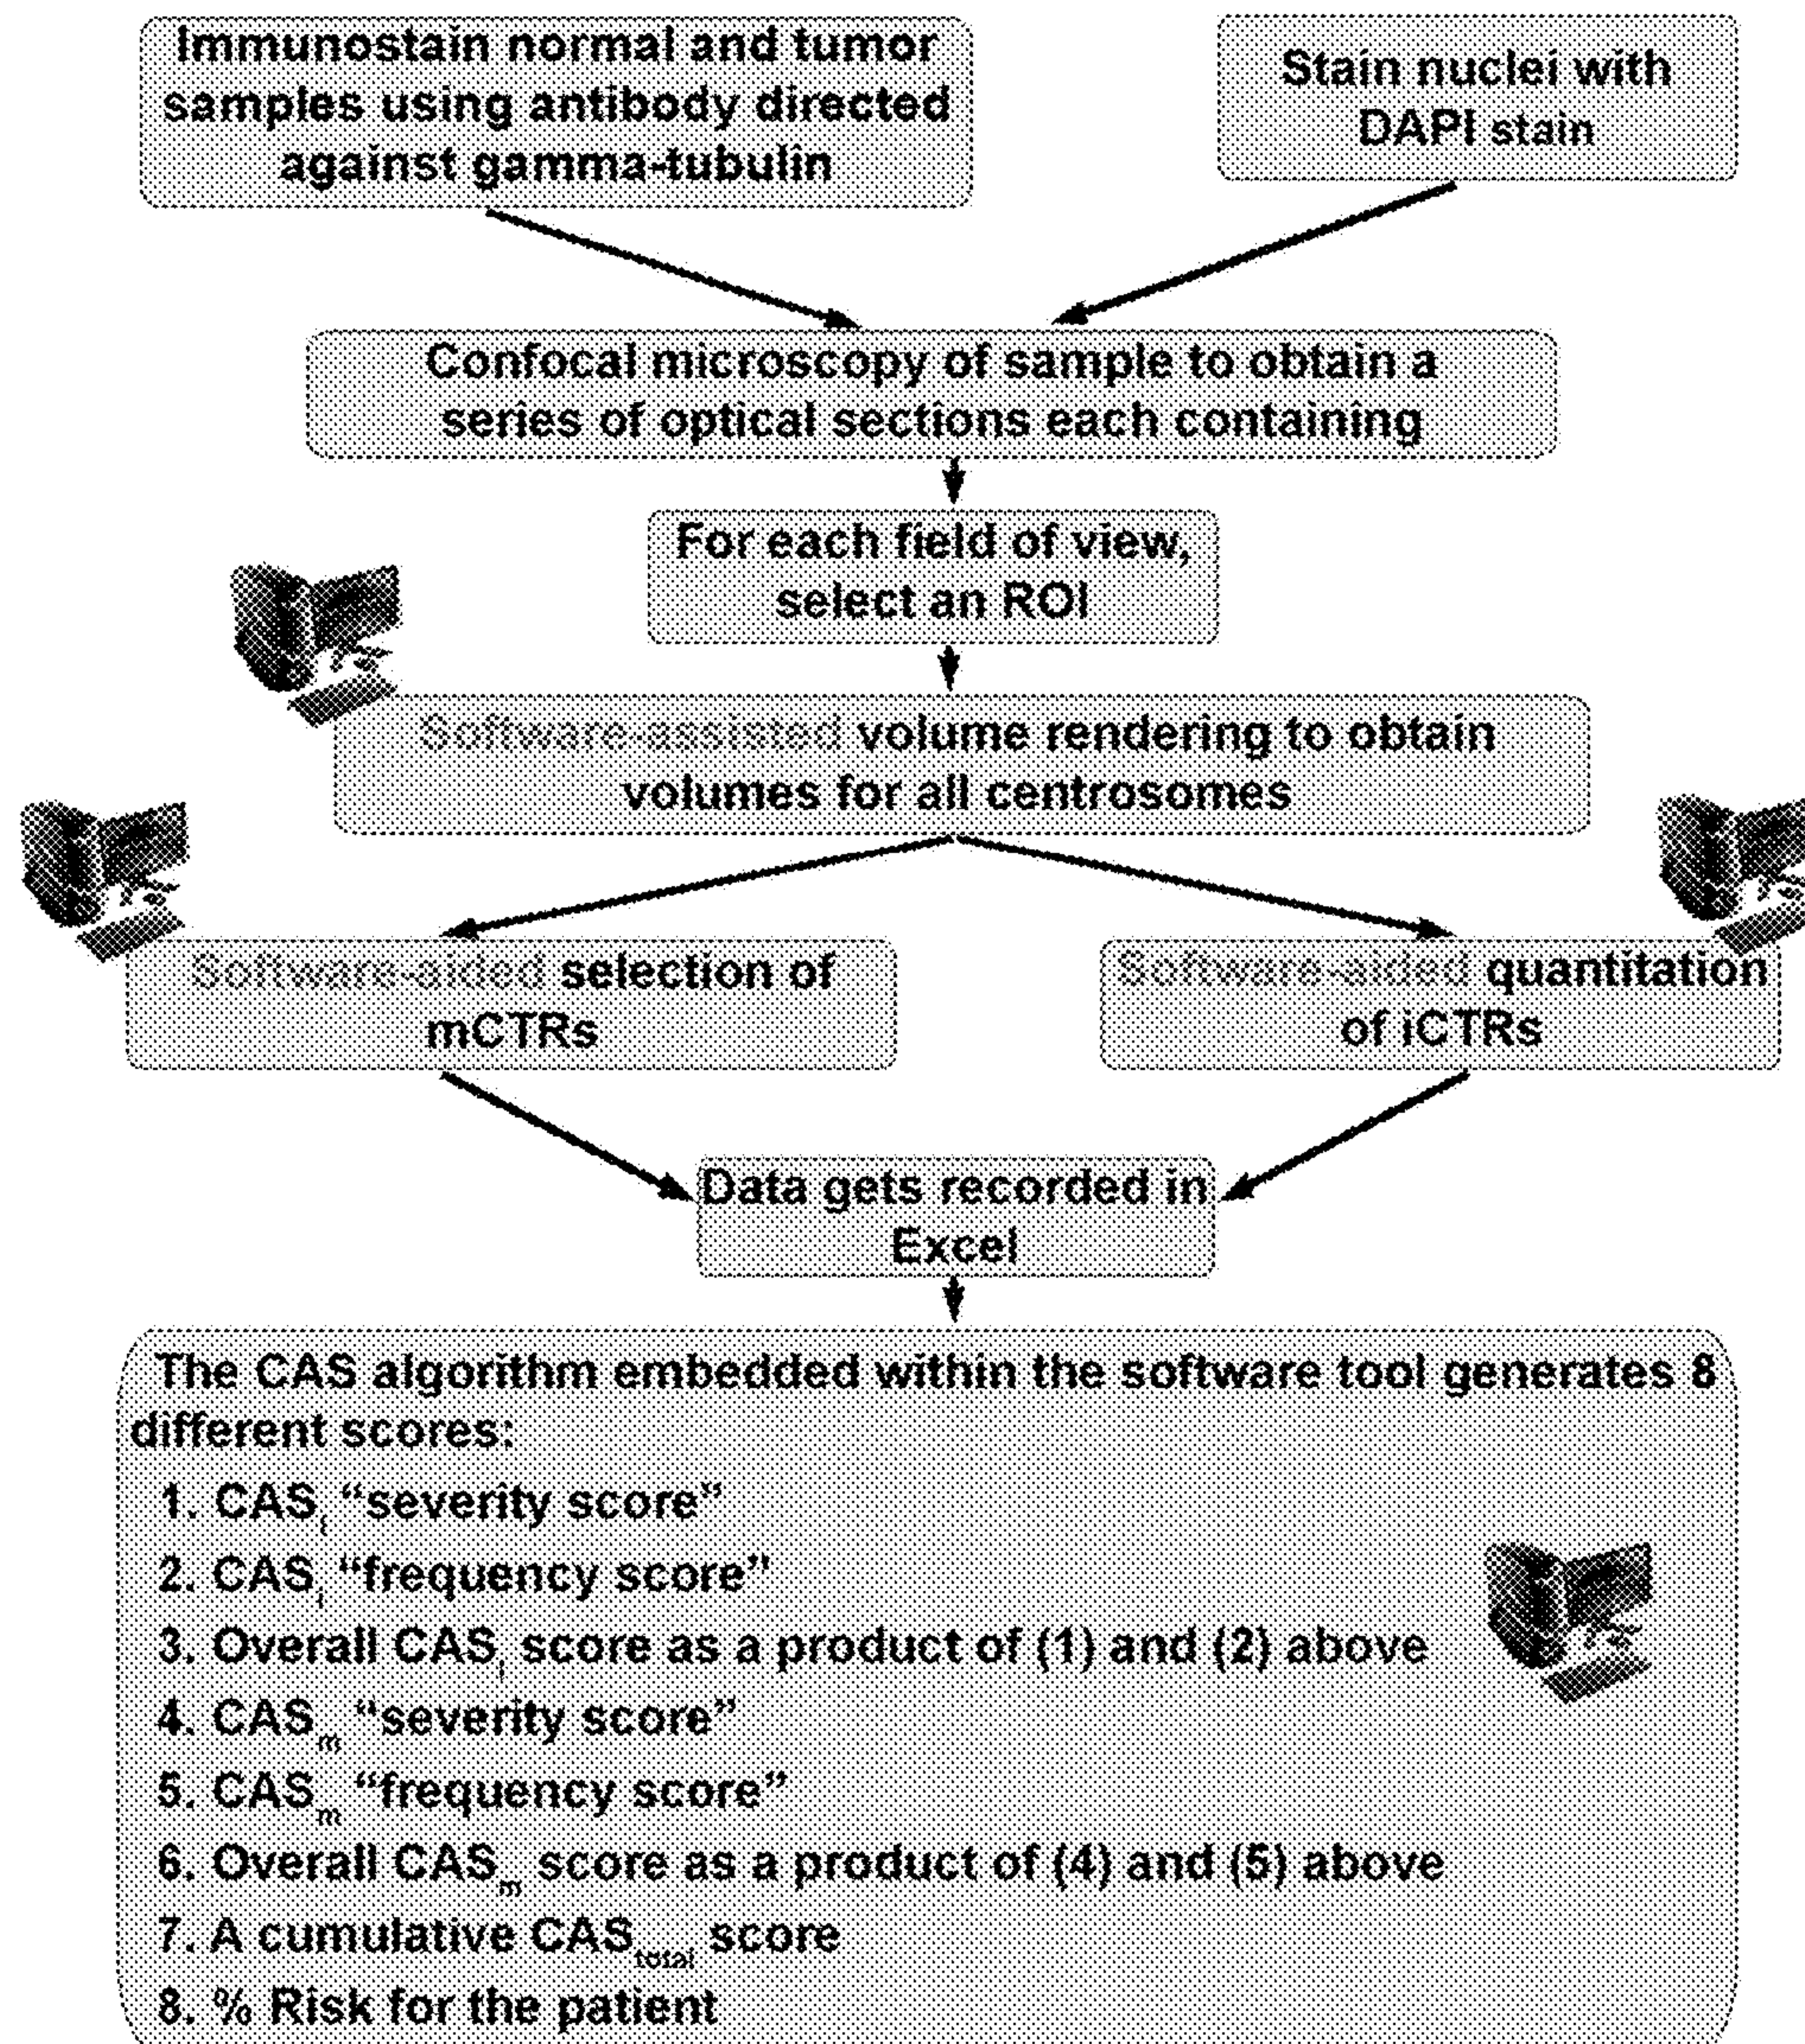 Immunostain normal and tumor
samples using antibody directed
against gamma-tubulin
Stain nuclei with
DAPI stain
Confocal microscopy of sample to obtain a
series of optical sections each containing
For each field of view,
select an ROI
Software-assisted volume rendering to obtain
volumes for all centrosomes
Software-aided selection of
mCTRs
Software-aided quantitation
of iCTRs
Data gets recorded in
Excel
The CAS algorithm embedded within the software tool generates 8
different scores:
1. CASi “severity score”
2. CASi “frequency score”
3. Overall CASi score as a product of (1) and (2) above
4. CASm “severity score”
5. CASm “frequency score”
6. Overall CASm score as a product of (4) and (5) above
7. A cumulative CAStotal score
8. % Risk for the patient